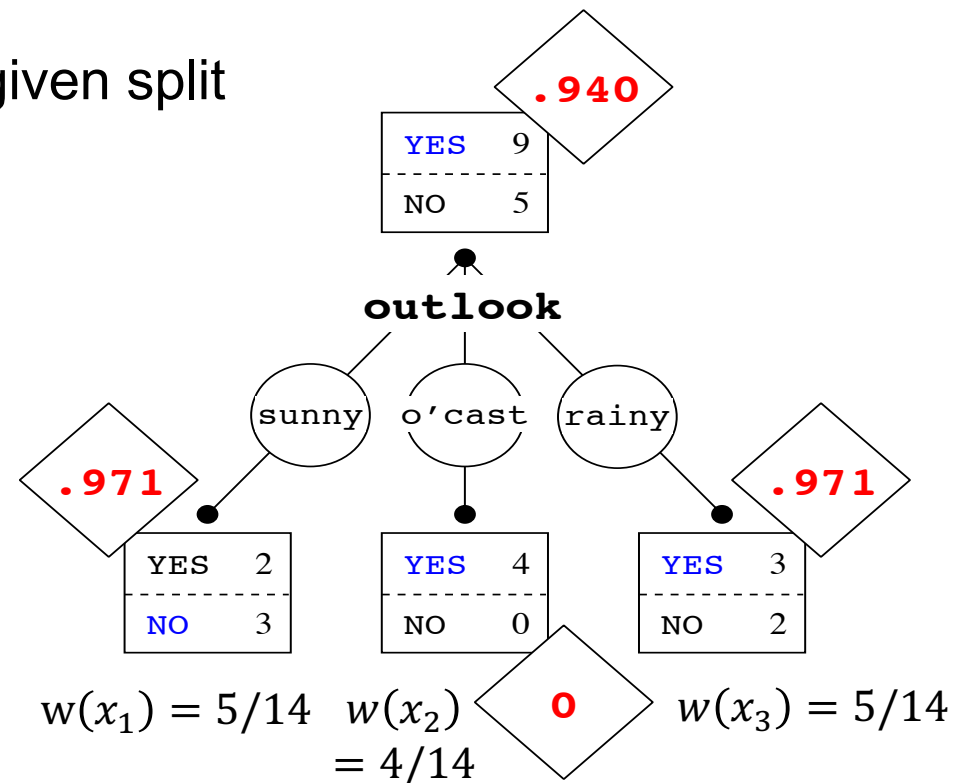 given split
.940
YES 9
NO 5
outlook
sunny o'cast rainy
.971 .971
YES 2 YES 4 YES 3
NO 3 NO 0 NO 2
w(x₁) = 5/14 w(x₂) 0 w(x₃) = 5/14
= 4/14